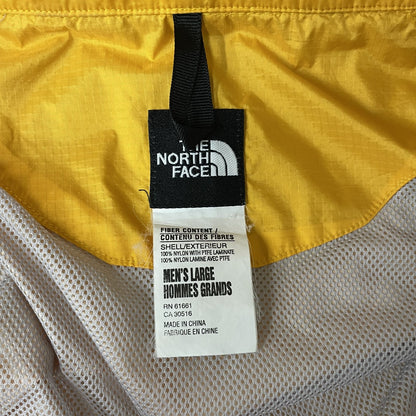 THE
NORTH
FACE
FIBER CONTENT /
CONTENU DES FIBRES
SHELL/EXTERIEUR
100% NYLON WITH PTFE LAMINATE
100% NYLON LAMINE AVEC PTFE
MEN'S LARGE
HOMMES GRANDS
RN 61661
CA 30516
MADE IN CHINA
FABRIQUE EN CHINE